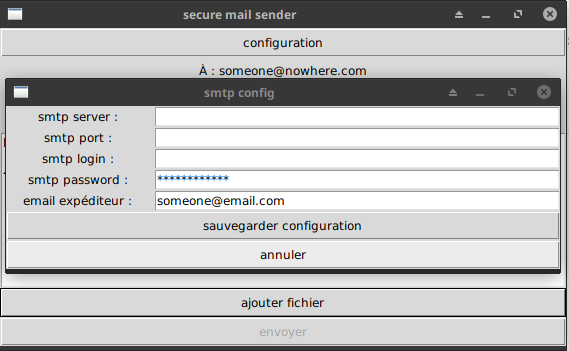 secure mail sender
configuration
À : someone@nowhere.com
smtp config
smtp server :
smtp port :
smtp login :
smtp password : ************
email expéditeur : someone@email.com
sauvegarder configuration
annuler
ajouter fichier
envoyer